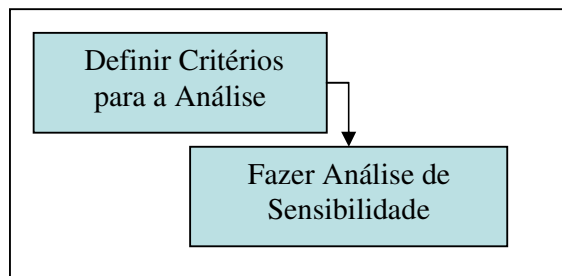 Definir Critérios
para a Análise
Fazer Análise de
Sensibilidade